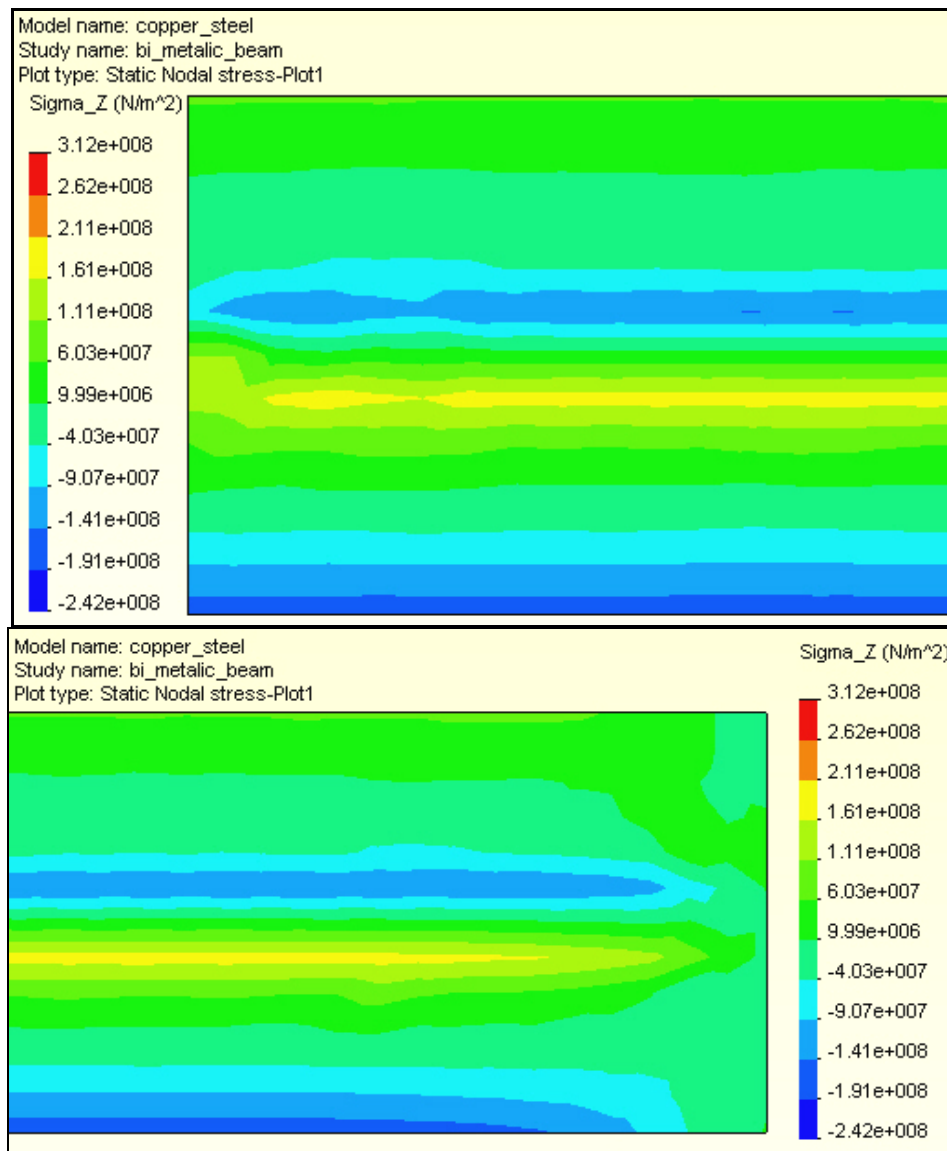 Model name: copper_steel
Study name: bi_metalic_beam
Plot type: Static Nodal stress-Plot1
Sigma_Z (N/m^2)
3.12e+008
2.62e+008
2.11e+008
1.61e+008
1.11e+008
6.03e+007
9.99e+006
-4.03e+007
-9.07e+007
-1.41e+008
-1.91e+008
-2.42e+008
Model name: copper_steel
Study name: bi_metalic_beam
Plot type: Static Nodal stress-Plot1
Sigma_Z (N/m^2)
3.12e+008
2.62e+008
2.11e+008
1.61e+008
1.11e+008
6.03e+007
9.99e+006
-4.03e+007
-9.07e+007
-1.41e+008
-1.91e+008
-2.42e+008